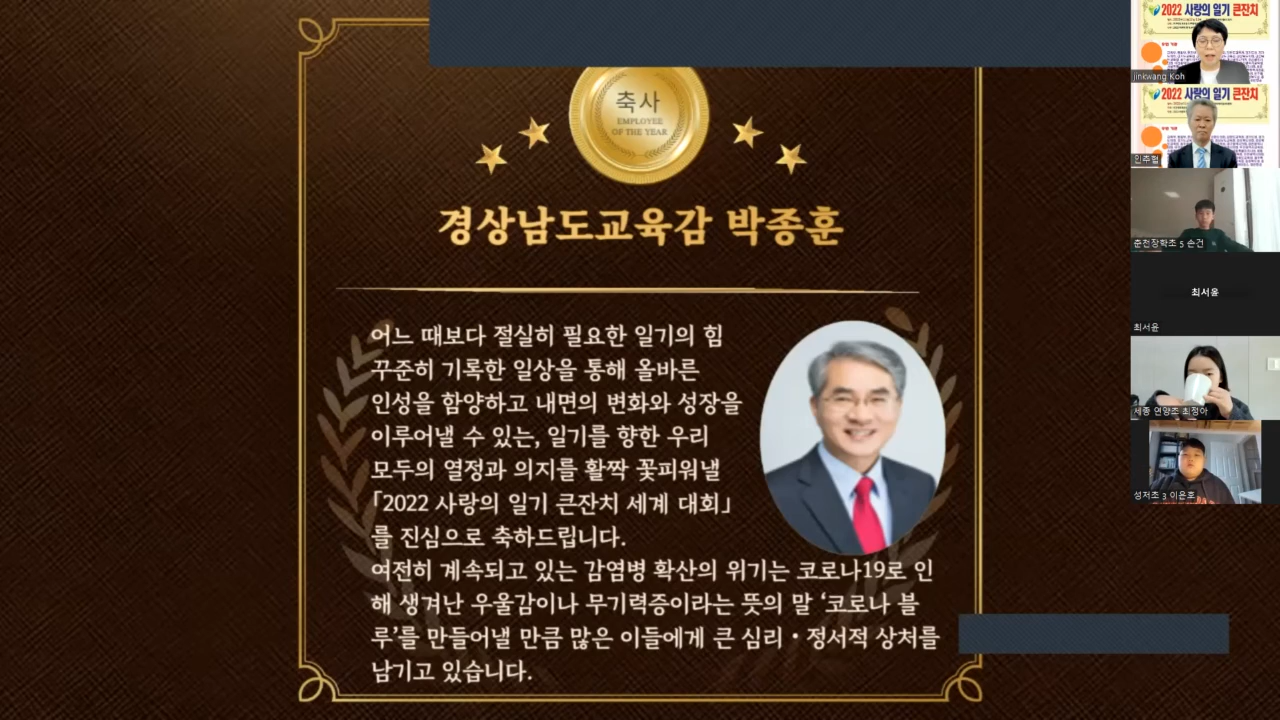 축사
EMPLOYEE
OF THE YEAR
경상남도교육감 박종훈
어느 때보다 절실히 필요한 일기의 힘
꾸준히 기록한 일상을 통해 올바른
인성을 함양하고 내면의 변화와 성장을
이루어낼 수 있는, 일기를 향한 우리
모두의 열정과 의지를 활짝 꽃피워낼
「2022 사랑의 일기 큰잔치 세계 대회」
를 진심으로 축하드립니다.
여전히 계속되고 있는 감염병 확산의 위기는 코로나19로 인
해 생겨난 우울감이나 무기력증이라는 뜻의 말 ‘코로나 블
루’를 만들어낼 만큼 많은 이들에게 큰 심리・정서적 상처를
남기고 있습니다.
2022 사랑의 일기 큰잔치
jinkwang Koh
2022 사랑의 일기 큰잔치
인추협
춘천장학초 5 손건
최서윤
최서윤
세종 연양초 최정아
성저초 3 이은호